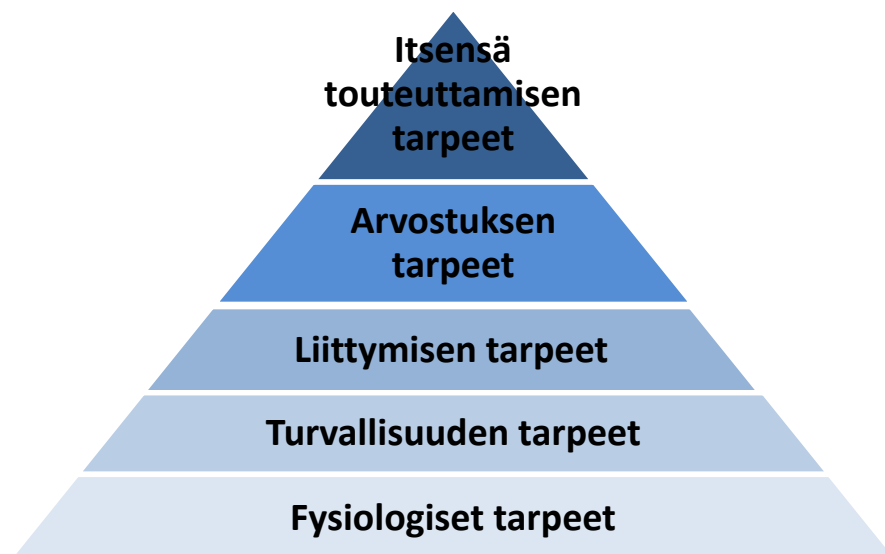 Itsensä
touteuttamisen
tarpeet
Arvostuksen
tarpeet
Liittymisen tarpeet
Turvallisuuden tarpeet
Fysiologiset tarpeet